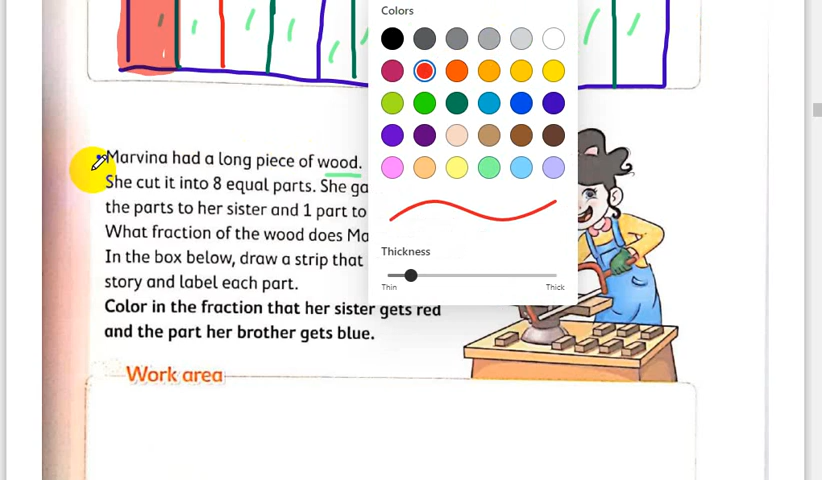 Colors
Marvina had a long piece of wood.
She cut it into 8 equal parts. She ga
the parts to her sister and 1 part to
What fraction of the wood does Ma
In the box below, draw a strip that
story and label each part.
Color in the fraction that her sister gets red
and the part her brother gets blue.
Thickness
Thin Thick
Work area